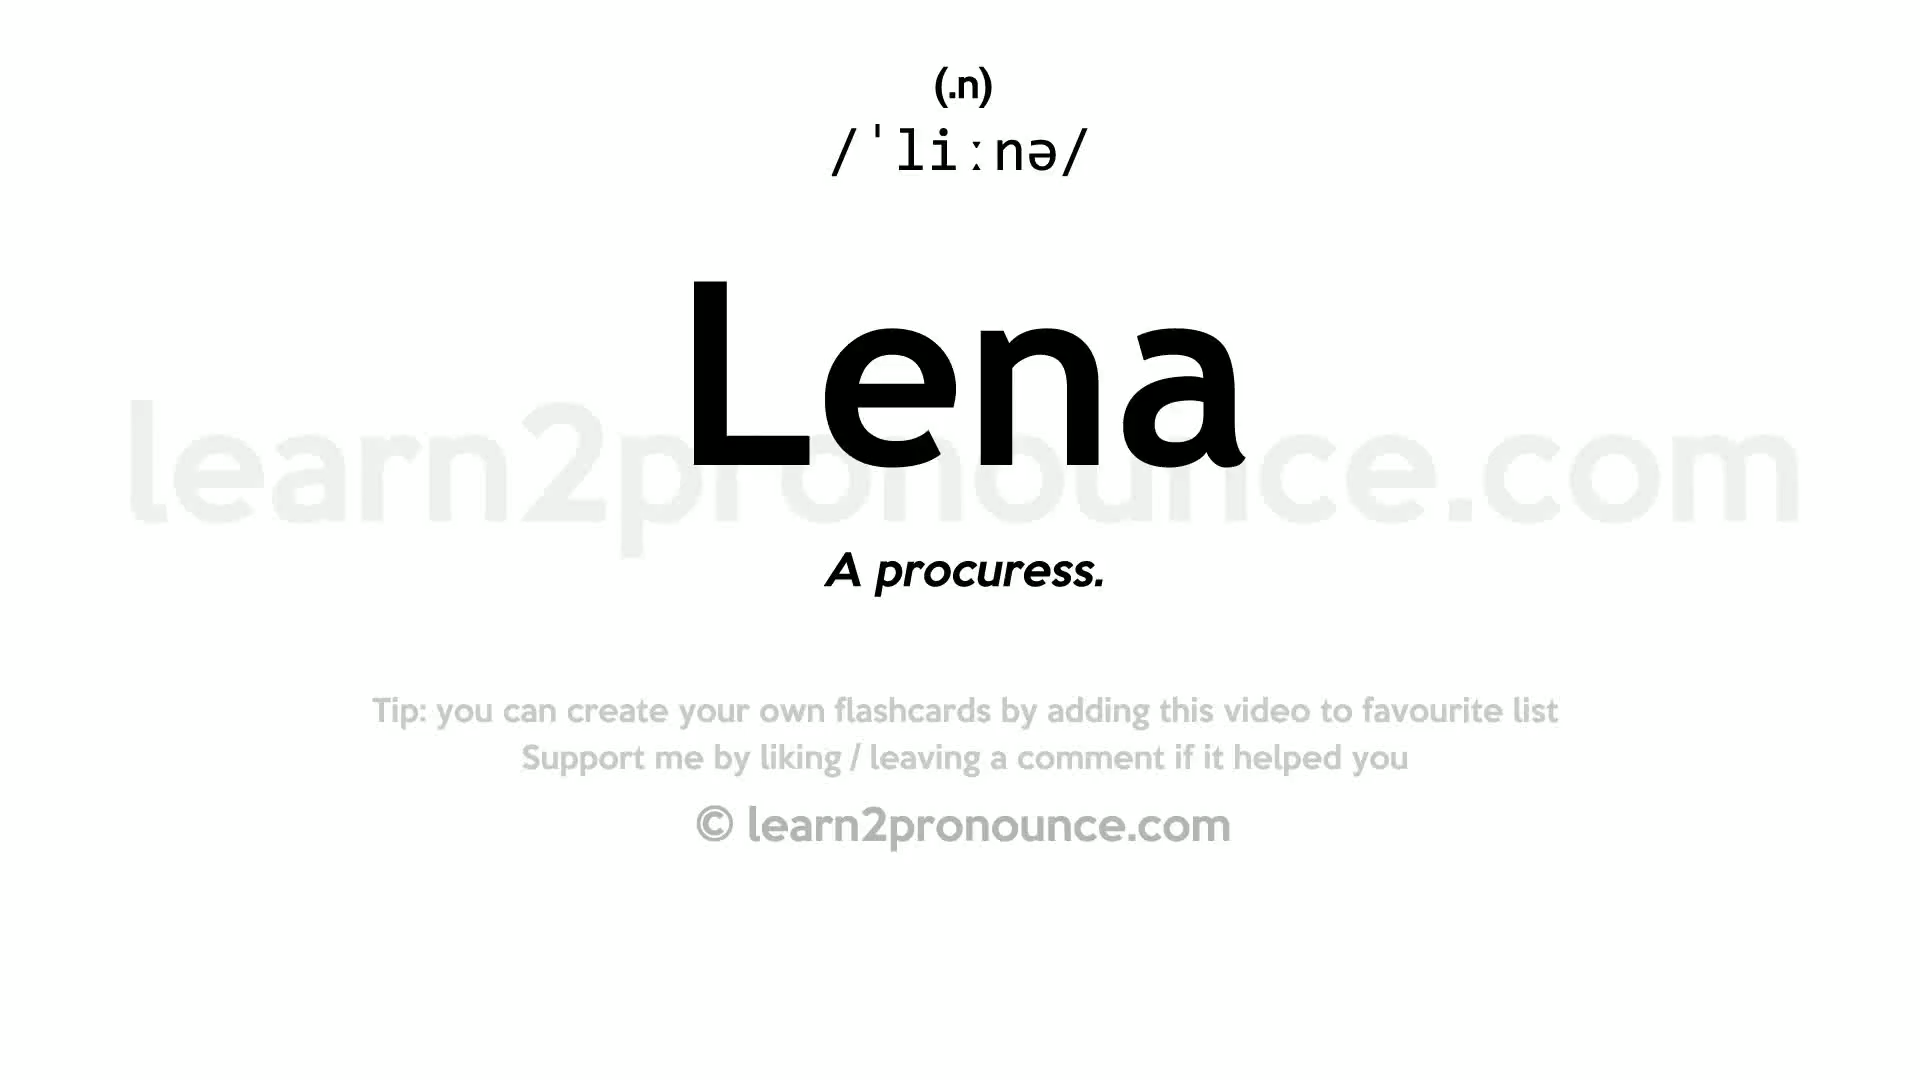 (.n)
/ˈliːnə/
Lena
learn2pronounce.com
A procuress.
Tip: you can create your own flashcards by adding this video to favourite list
Support me by liking / leaving a comment if it helped you
© learn2pronounce.com